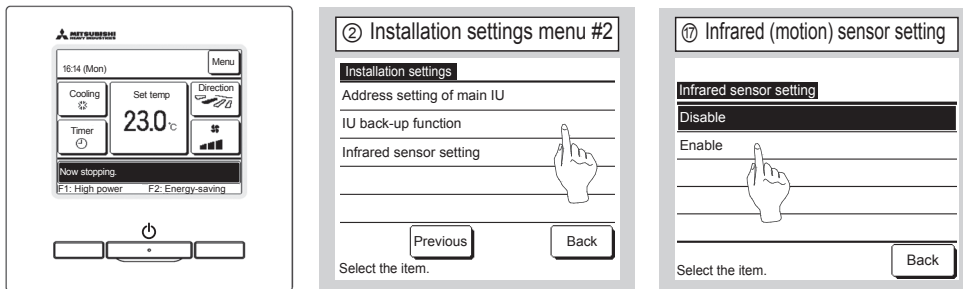 MITSUBISHI
HEAVY INDUSTRIES
16:14 (Mon)
Menu
Cooling
Set temp
Direction
23.0 °C
Timer
Now stopping.
F1: High power F2: Energy-saving
② Installation settings menu #2
Installation settings
Address setting of main IU
IU back-up function
Infrared sensor setting
Previous
Back
Select the item.
⑰ Infrared (motion) sensor setting
Infrared sensor setting
Disable
Enable
Back
Select the item.